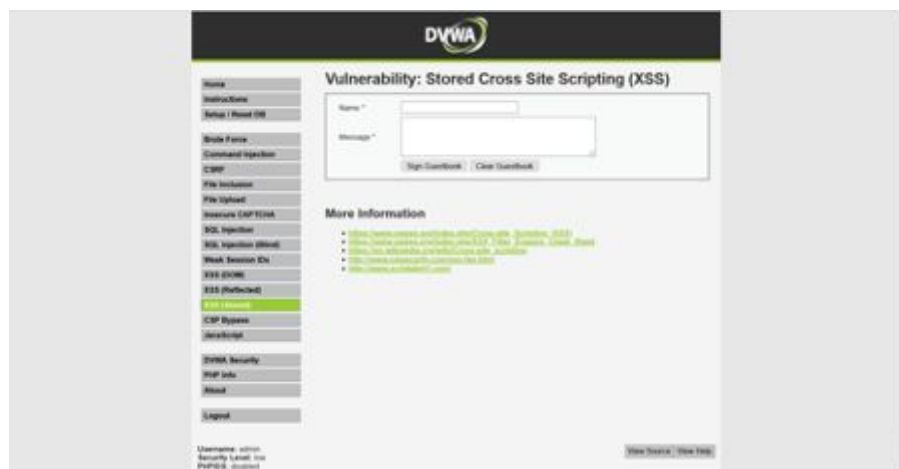 DVWA
Vulnerability: Stored Cross Site Scripting (XSS)
Home
Instructions
Setup / Reset DB
Brute Force
Command Injection
CSRF
File Inclusion
File Upload
Insecure CAPTCHA
SQL Injection
SQL Injection (Blind)
Weak Session IDs
XSS (DOM)
XSS (Reflected)
XSS (Stored)
CSP Bypass
JavaScript
DVWA Security
PHP Info
About
Logout
Name *
Message *
Sign Guestbook Clear Guestbook
More Information
Username: admin
Security Level: low
PHPIDS: disabled
View Source View Help